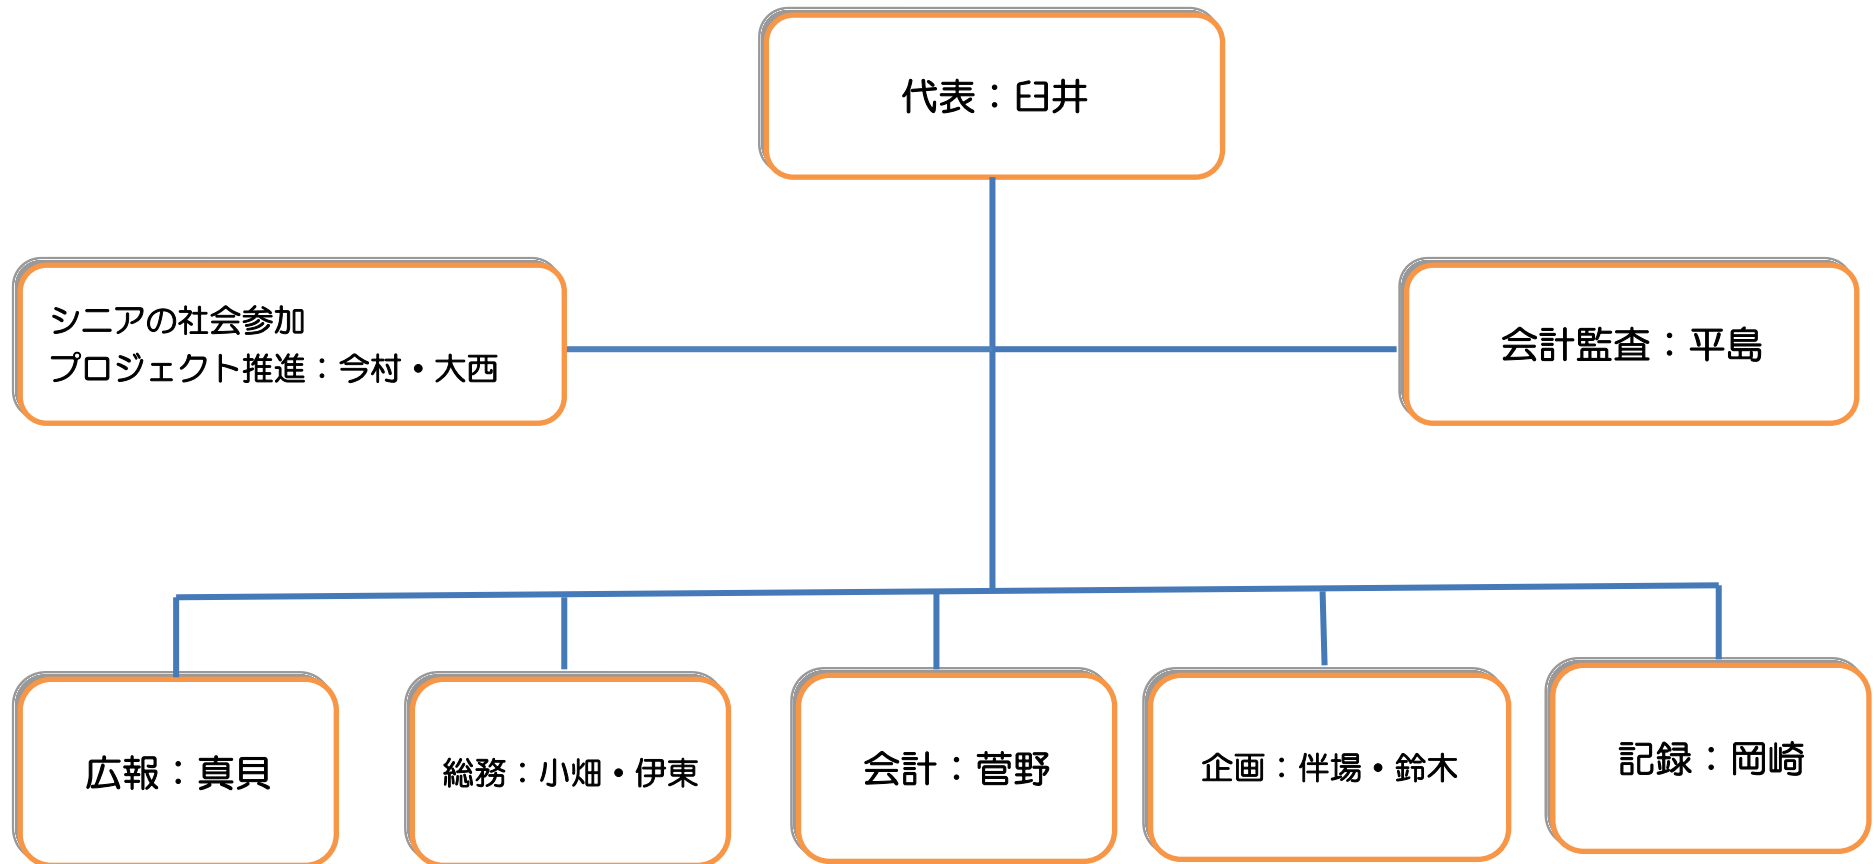 代表：臼井
シニアの社会参加
プロジェクト推進：今村・大西
会計監査：平島
広報：真貝
総務：小畑・伊東
会計：菅野
企画：伴場・鈴木
記録：岡崎